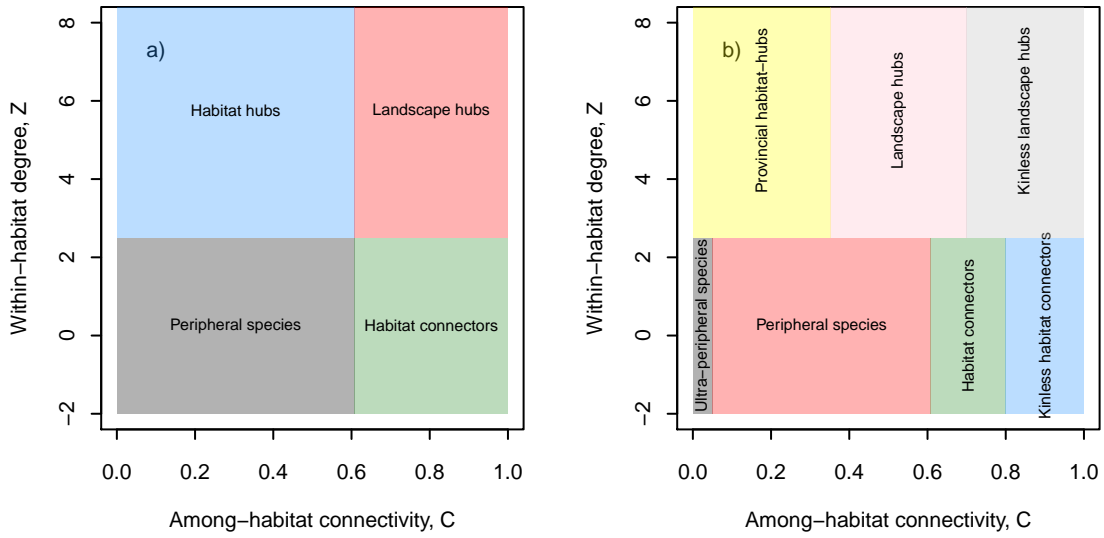 a)
Habitat hubs
Landscape hubs
Peripheral species
Habitat connectors
−2
0
2
4
6
8
Within−habitat degree, Z
0.0
0.2
0.4
0.6
0.8
1.0
Among−habitat connectivity, C
b)
Provincial habitat−hubs
Landscape hubs
Kinless landscape hubs
Ultra−peripheral species
Peripheral species
Habitat connectors
Kinless habitat connectors
−2
0
2
4
6
8
Within−habitat degree, Z
0.0
0.2
0.4
0.6
0.8
1.0
Among−habitat connectivity, C